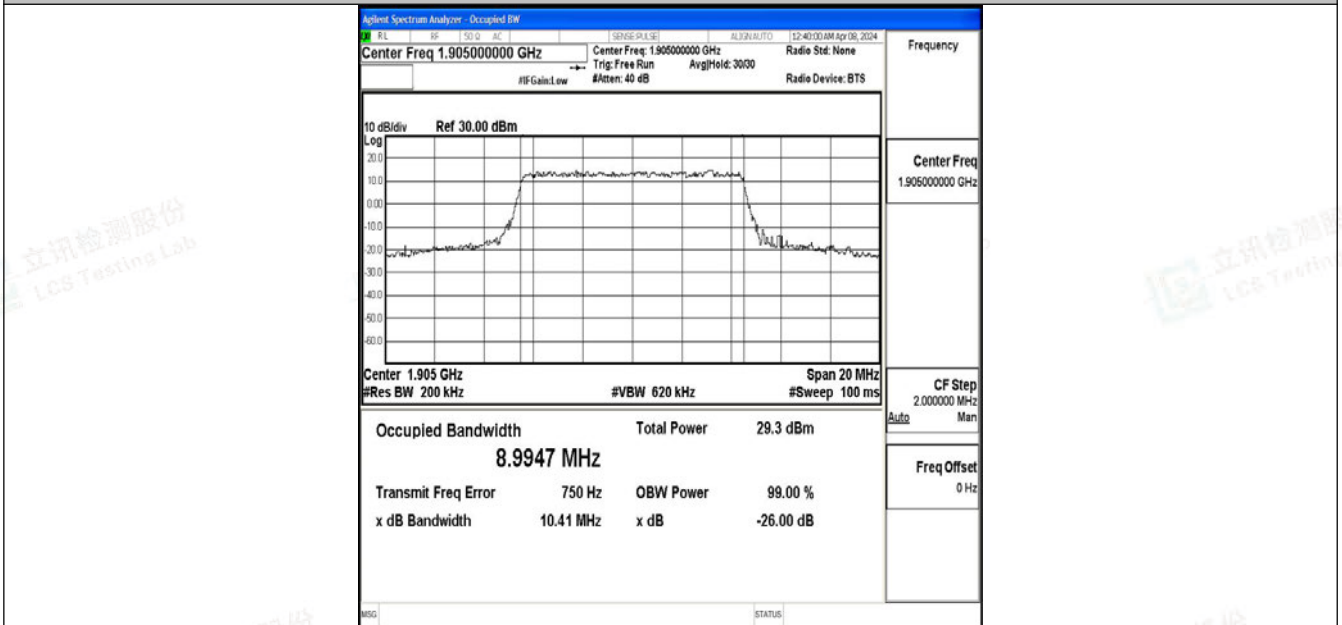 Agilent Spectrum Analyzer - Occupied BW
RL RF 50 Ω AC SENSE:PULSE ALIGN AUTO 12:40:00 AM Apr 08, 2024
Center Freq 1.905000000 GHz
Center Freq: 1.905000000 GHz
Radio Std: None
Trig: Free Run Avg|Hold: 30/30
#IFGain:Low #Atten: 40 dB Radio Device: BTS
Frequency
10 dB/div Ref 30.00 dBm
Log
20.0
10.0
0.00
-10.0
-20.0
-30.0
-40.0
-50.0
-60.0
Center 1.905 GHz Span 20 MHz
#Res BW 200 kHz #VBW 620 kHz #Sweep 100 ms
Occupied Bandwidth Total Power 29.3 dBm
8.9947 MHz
Transmit Freq Error 750 Hz OBW Power 99.00 %
x dB Bandwidth 10.41 MHz x dB -26.00 dB
Center Freq
1.905000000 GHz
CF Step
2.000000 MHz
Auto Man
Freq Offset
0 Hz
MSG STATUS
立讯检测股份
LCS Testing Lab
立讯检测股
LCS Testing